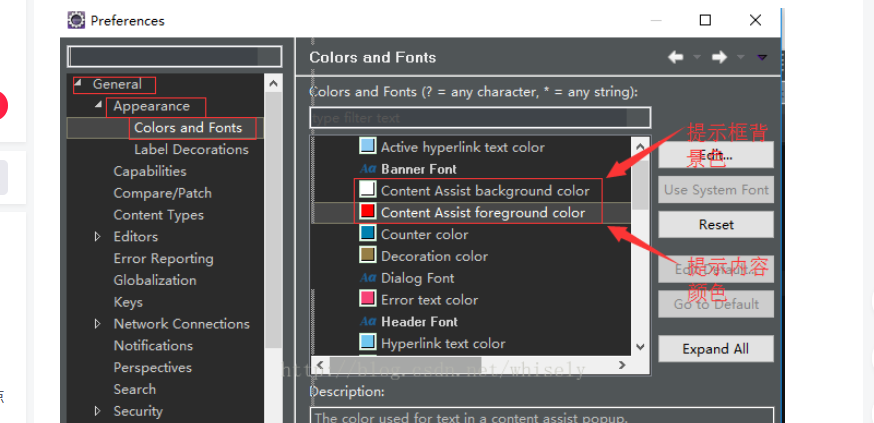 Preferences
Colors and Fonts
General
Appearance
Colors and Fonts
Label Decorations
Capabilities
Compare/Patch
Content Types
Editors
Error Reporting
Globalization
Keys
Network Connections
Notifications
Perspectives
Search
Security
Colors and Fonts (? = any character, * = any string):
type filter text
Active hyperlink text color
Aa Banner Font
Content Assist background color
Content Assist foreground color
Counter color
Decoration color
Aa Dialog Font
Error text color
Aa Header Font
Hyperlink text color
提示框背
景色
提示内容
颜色
Edit...
Use System Font
Reset
Edit Default...
Go to Default
Expand All
http://blog.csdn.net/whisely
Description:
The color used for text in a content assist popup.